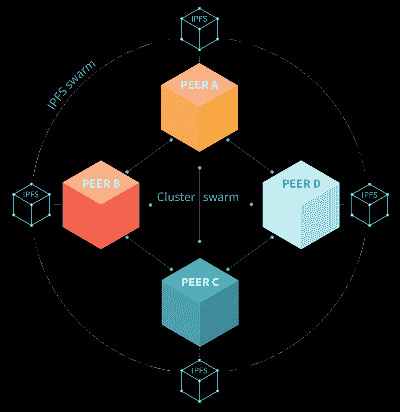 IPFS
IPFS swarm
PEER A
IPFS
PEER B
Cluster swarm
PEER D
IPFS
PEER C
IPFS